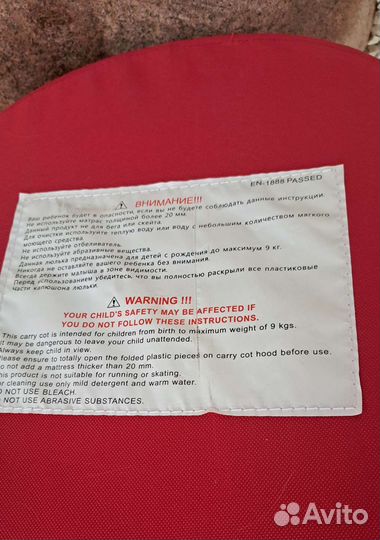 EN-1888 PASSED
ВНИМАНИЕ!!!
Ваш ребенок будет в опасности, если вы не будете соблюдать данные инструкции.
Не используйте матрас толщиной более 20 мм.
Данный продукт не для бега или скейта.
Для очистки используйте теплую воду или воду с небольшим количеством мягкого
моющего средства.
Не используйте отбеливатель.
Не используйте абразивные вещества.
Данная люлька предназначена для детей с рождения до максимум 9 кг.
Никогда не оставляйте вашего ребенка без внимания.
Всегда держите малыша в зоне видимости.
Перед использованием убедитесь, что вы полностью раскрыли все пластиковые
части капюшона люльки.
WARNING !!!
YOUR CHILD'S SAFETY MAY BE AFFECTED IF
YOU DO NOT FOLLOW THESE INSTRUCTIONS.
This carry cot is intended for children from birth to maximum weight of 9 kgs.
It may be dangerous to leave your child unattended.
Always keep child in view.
Please ensure to totally open the folded plastic pieces on carry cot hood before use.
Do not add a mattress thicker than 20 mm.
This product is not suitable for running or skating.
For cleaning use only mild detergent and warm water.
DO NOT USE BLEACH.
DO NOT USE ABRASIVE SUBSTANCES.
Avito